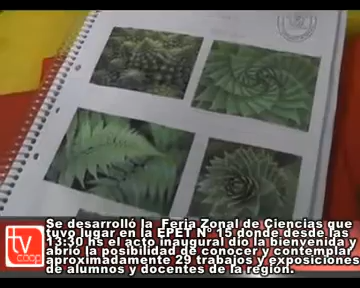 Se desarrolló la Feria Zonal de Ciencias que
tuvo lugar en la EPET Nº 15 donde desde las
13:30 hs el acto inaugural dio la bienvenida y
abrio la posibilidad de conocer y contemplar
aproximadamente 29 trabajos y exposiciones
de alumnos y docentes de la región.
tv
coop